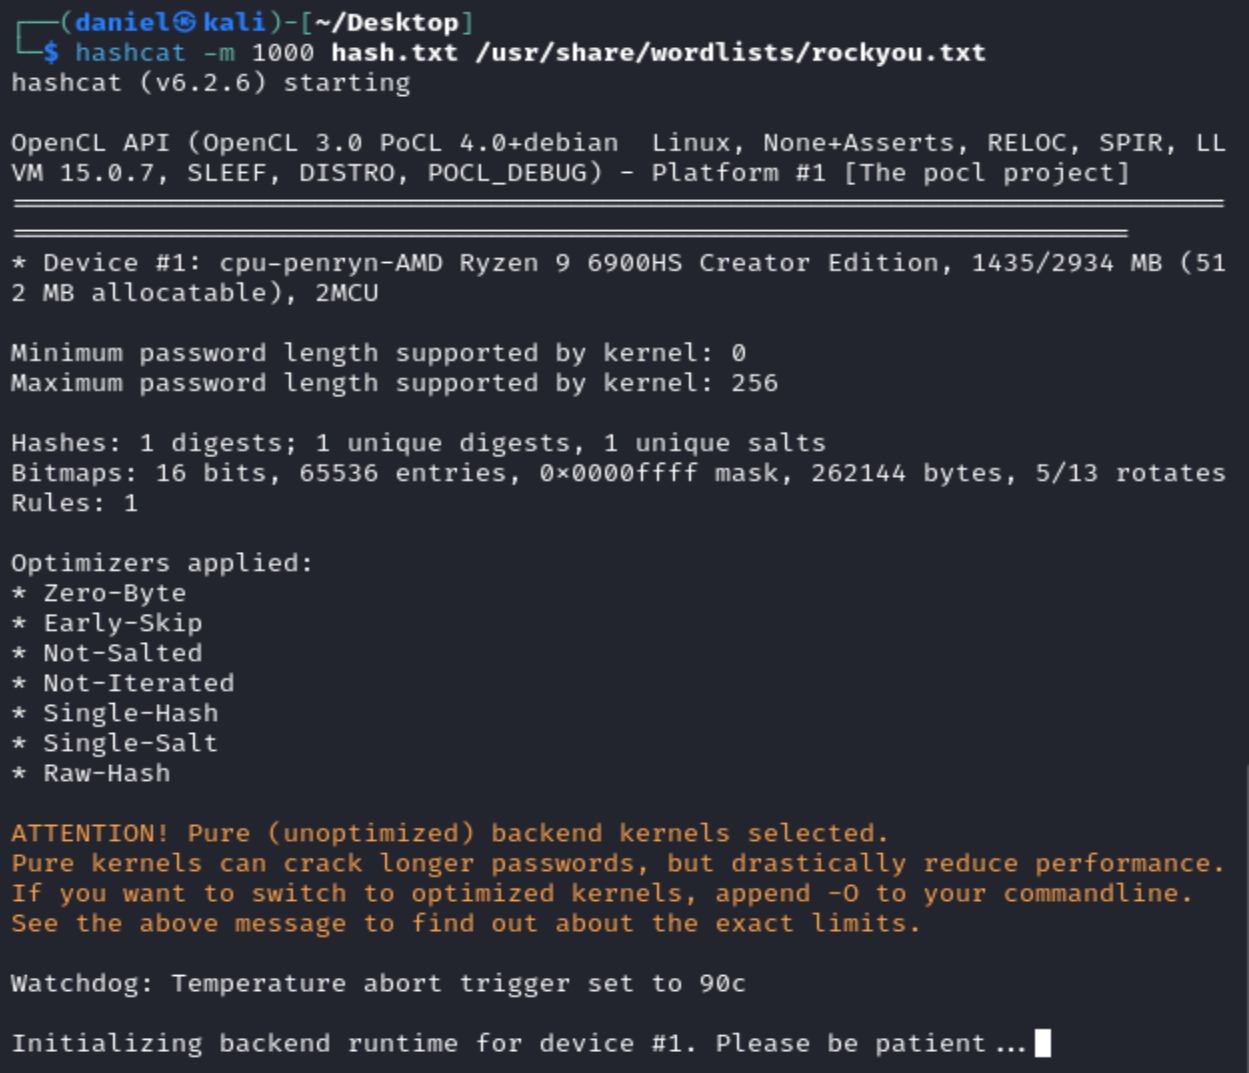 ┌──(daniel㉿kali)-[~/Desktop]
└─$ hashcat -m 1000 hash.txt /usr/share/wordlists/rockyou.txt
hashcat (v6.2.6) starting
OpenCL API (OpenCL 3.0 PoCL 4.0+debian  Linux, None+Asserts, RELOC, SPIR, LL
VM 15.0.7, SLEEF, DISTRO, POCL_DEBUG) - Platform #1 [The pocl project]
============================================================================
======================================================================
* Device #1: cpu-penryn-AMD Ryzen 9 6900HS Creator Edition, 1435/2934 MB (51
2 MB allocatable), 2MCU
Minimum password length supported by kernel: 0
Maximum password length supported by kernel: 256
Hashes: 1 digests; 1 unique digests, 1 unique salts
Bitmaps: 16 bits, 65536 entries, 0x0000ffff mask, 262144 bytes, 5/13 rotates
Rules: 1
Optimizers applied:
* Zero-Byte
* Early-Skip
* Not-Salted
* Not-Iterated
* Single-Hash
* Single-Salt
* Raw-Hash
ATTENTION! Pure (unoptimized) backend kernels selected.
Pure kernels can crack longer passwords, but drastically reduce performance.
If you want to switch to optimized kernels, append -O to your commandline.
See the above message to find out about the exact limits.
Watchdog: Temperature abort trigger set to 90c
Initializing backend runtime for device #1. Please be patient...